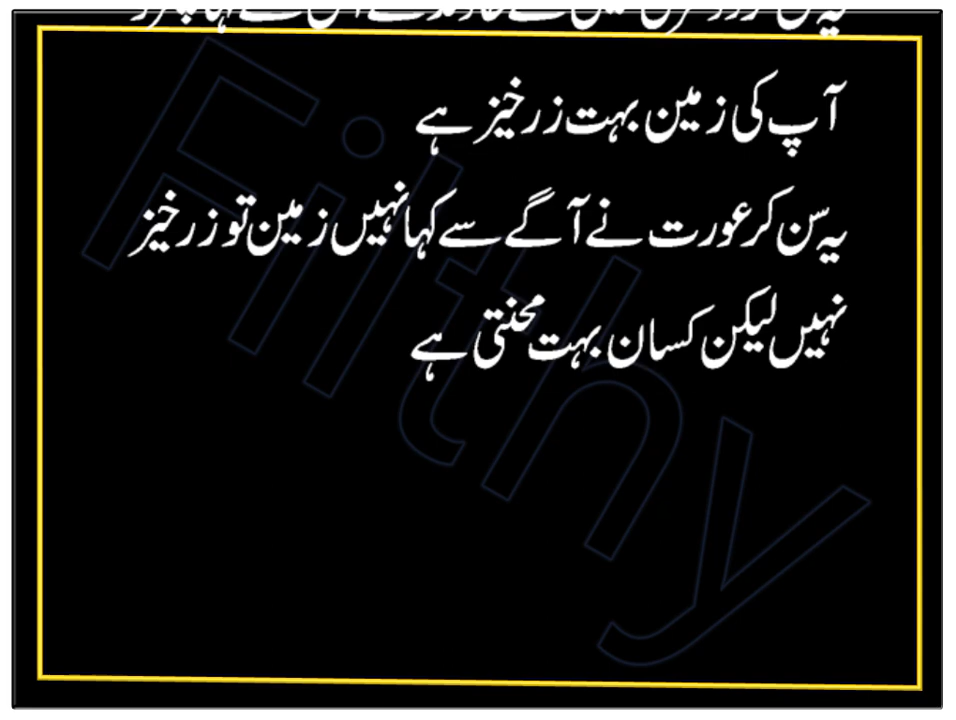 آپ کی زمین بہت زرخیز ہے
یہ سن کر عورت نے آگے سے کہا نہیں زمین تو زرخیز
نہیں لیکن کسان بہت محنتی ہے
Filthy